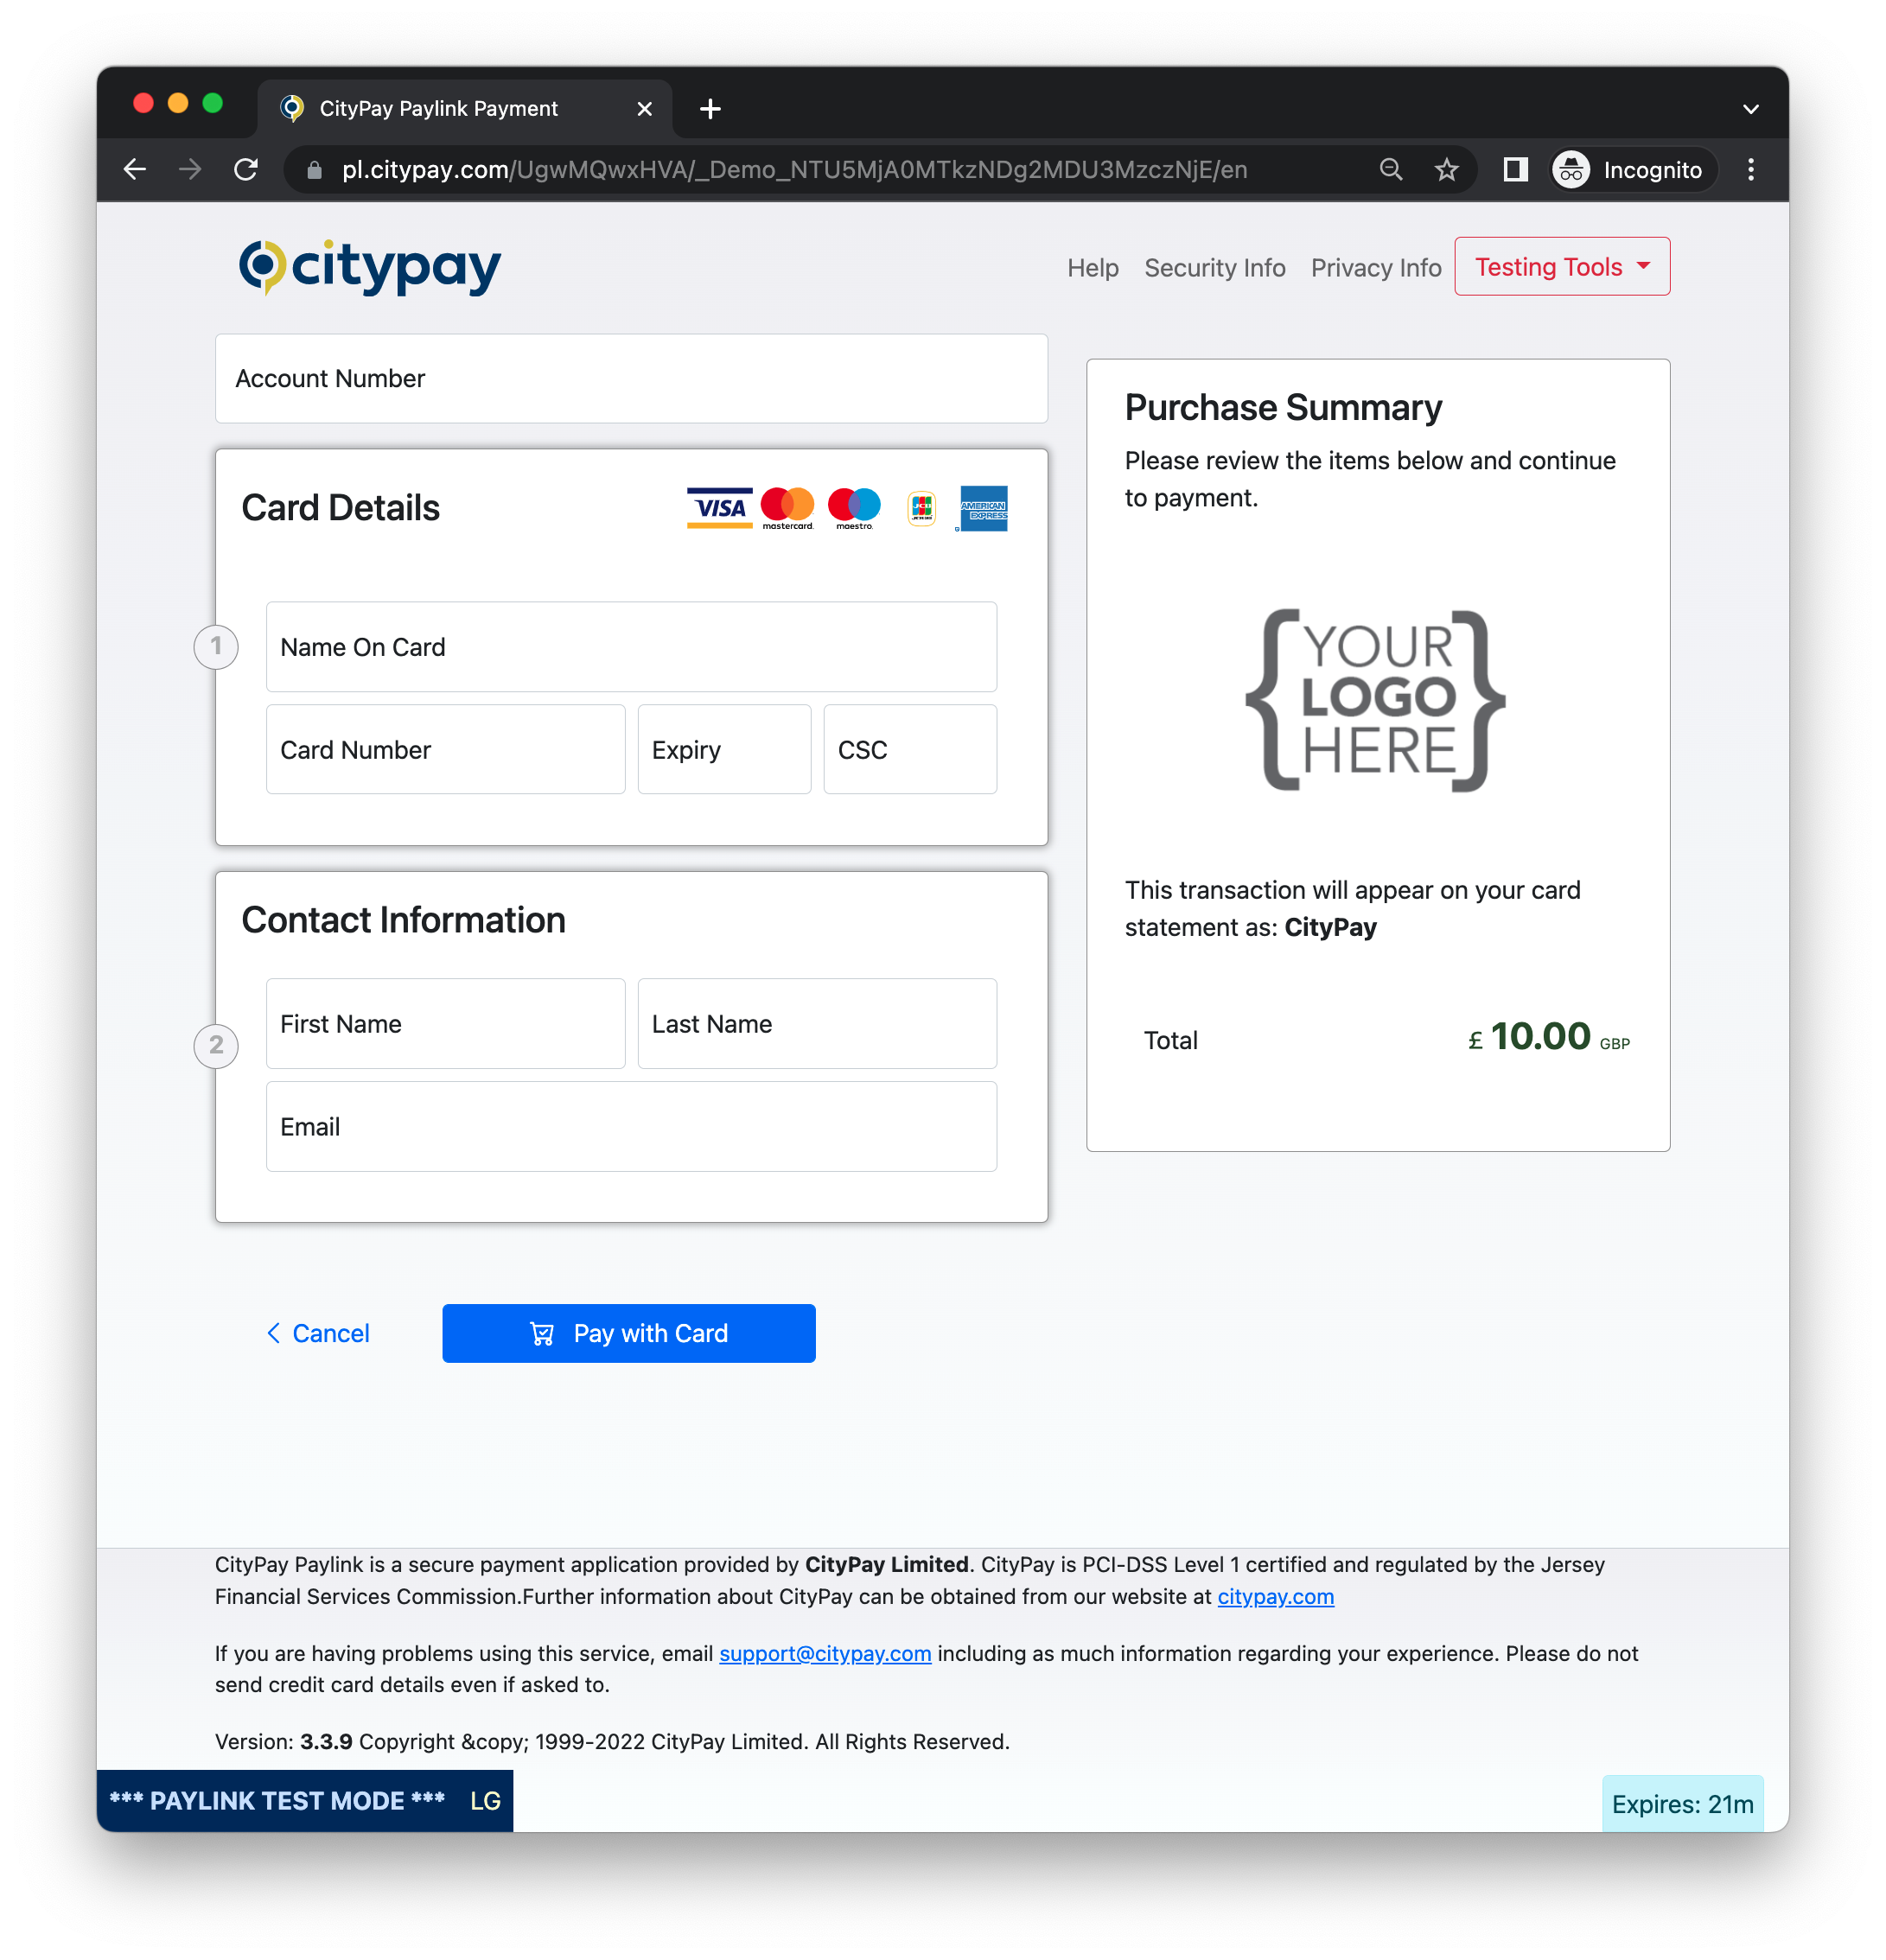 CityPay Paylink Payment
pl.citypay.com/UgwMQwxHVA/_Demo_NTU5MjA0MTkzNDg2MDU3MzczNjE/en
Incognito
citypay
Help Security Info Privacy Info Testing Tools
Account Number
Card Details
VISA mastercard. maestro. JCB AMERICAN EXPRESS
1
Name On Card
Card Number Expiry CSC
Contact Information
2
First Name Last Name
Email
Cancel Pay with Card
Purchase Summary
Please review the items below and continue
to payment.
YOUR
LOGO
HERE
This transaction will appear on your card
statement as: CityPay
Total £ 10.00 GBP
CityPay Paylink is a secure payment application provided by CityPay Limited. CityPay is PCI-DSS Level 1 certified and regulated by the Jersey
Financial Services Commission.Further information about CityPay can be obtained from our website at citypay.com
If you are having problems using this service, email support@citypay.com including as much information regarding your experience. Please do not
send credit card details even if asked to.
Version: 3.3.9 Copyright &copy; 1999-2022 CityPay Limited. All Rights Reserved.
*** PAYLINK TEST MODE *** LG
Expires: 21m